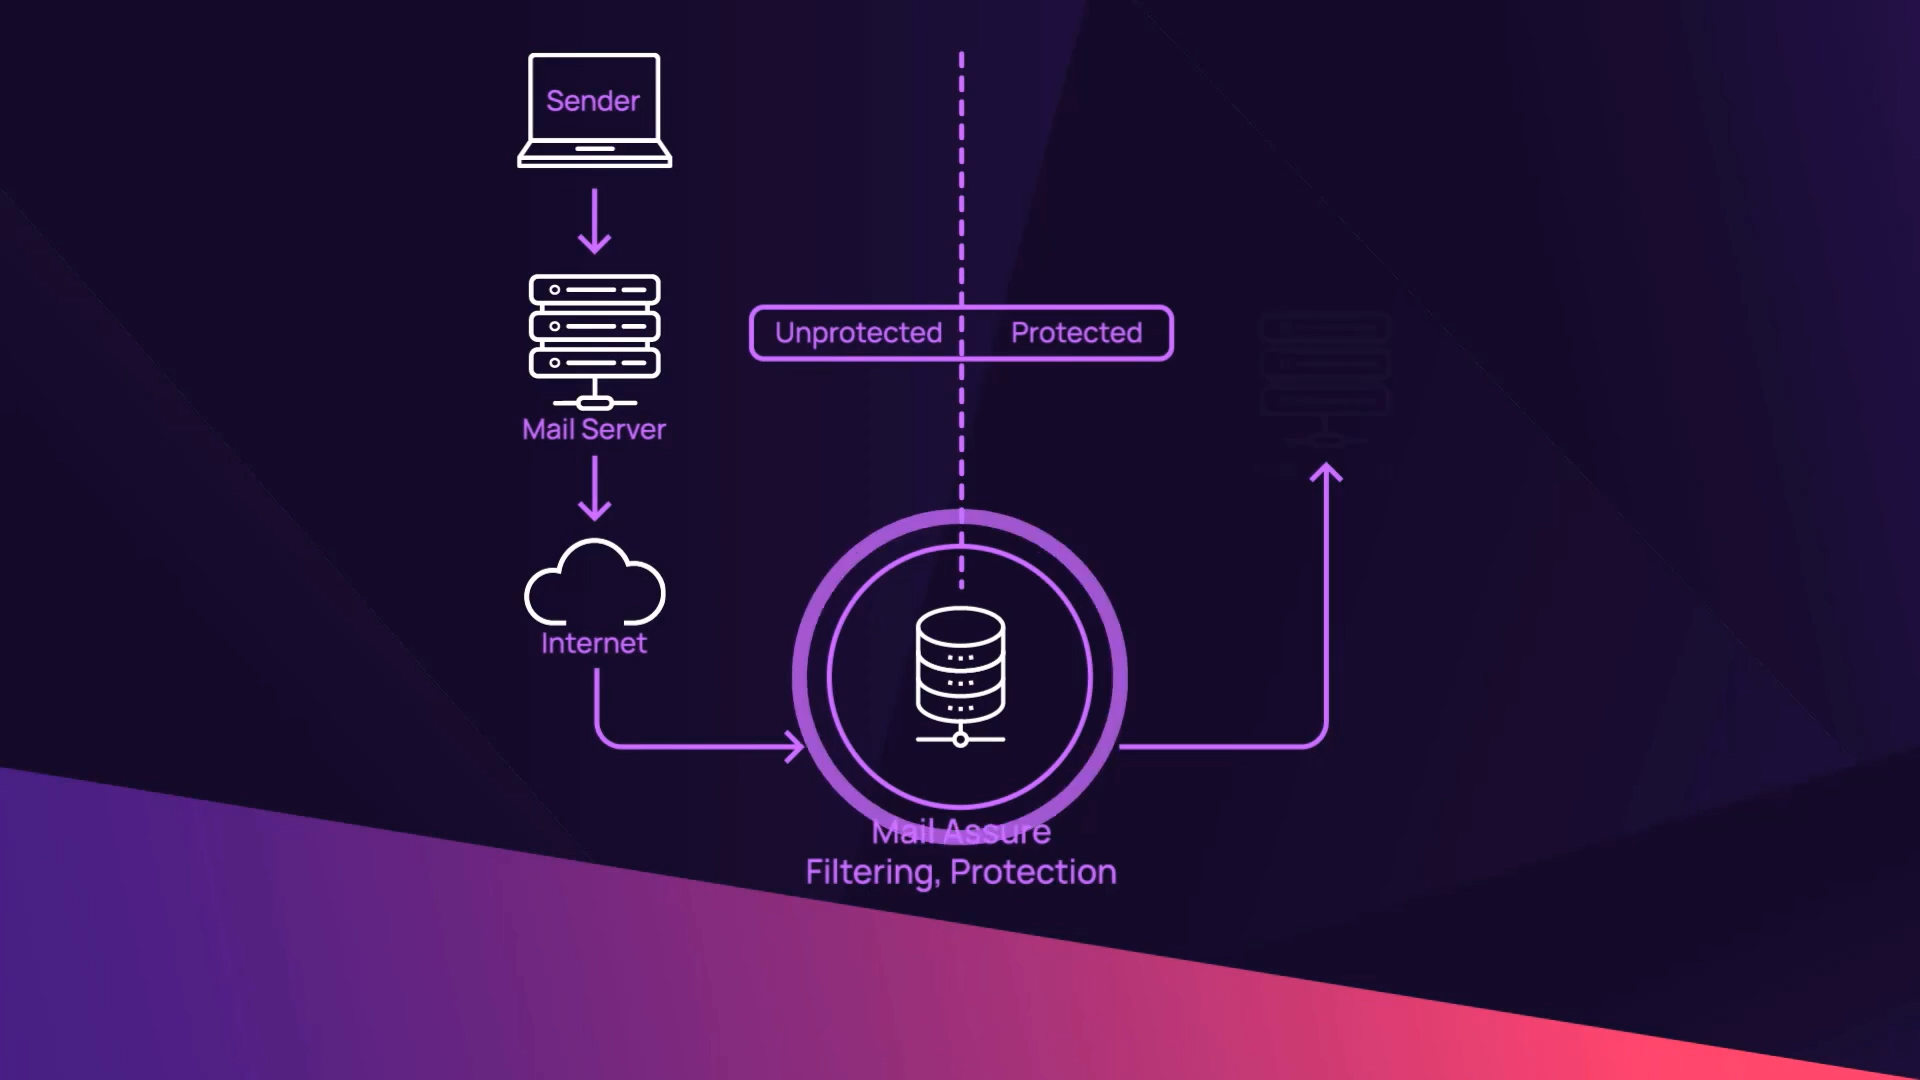 Sender
Mail Server
Internet
Unprotected
Protected
Mail Assure
Filtering, Protection